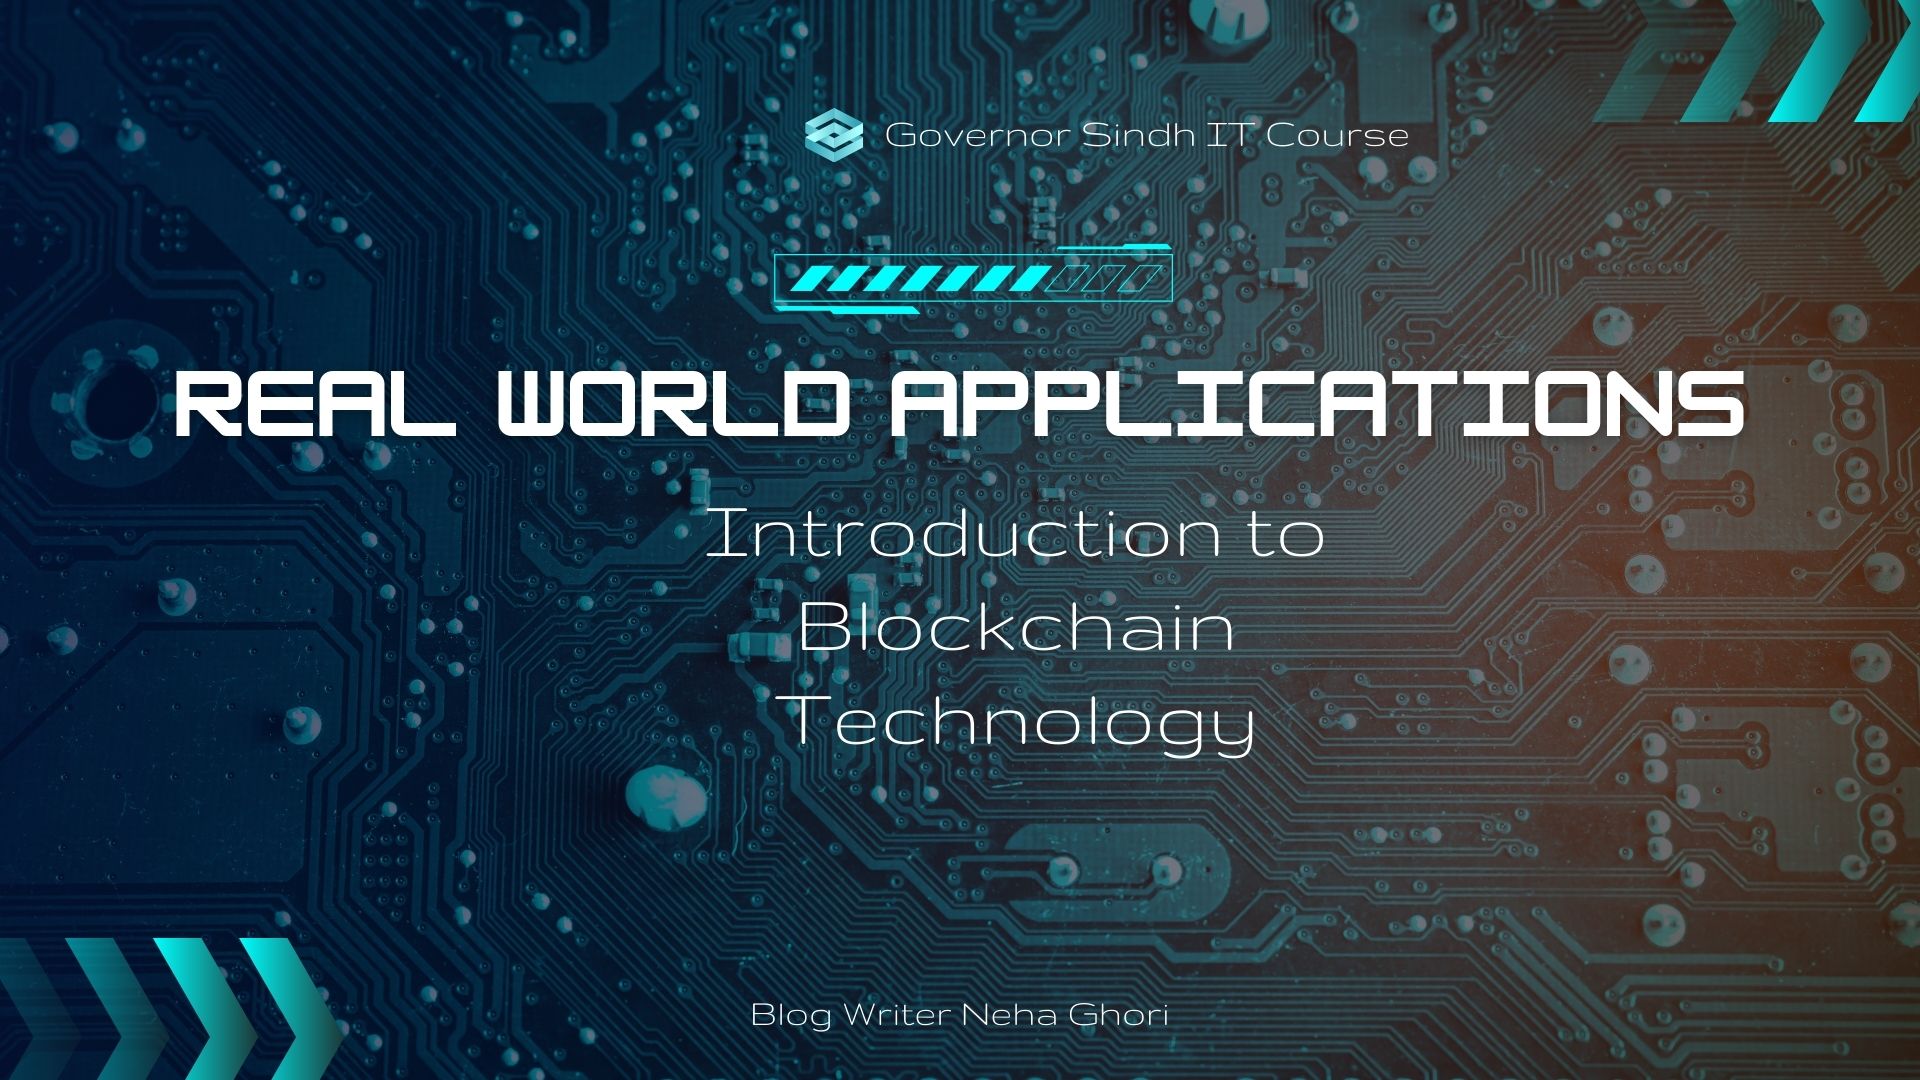 Governor Sindh IT Course
REAL WORLD APPLICATIONS
Introduction to
Blockchain
Technology
Blog Writer Neha Ghori